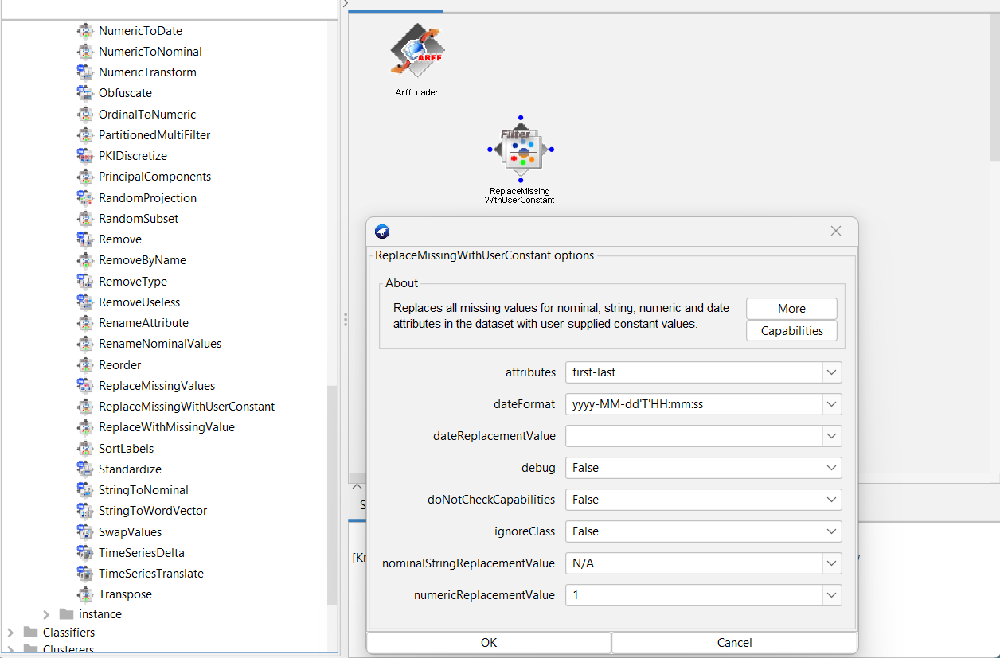 NumericToDate
NumericToNominal
NumericTransform
Obfuscate
OrdinalToNumeric
PartitionedMultiFilter
PKIDiscretize
PrincipalComponents
RandomProjection
RandomSubset
Remove
RemoveByName
RemoveType
RemoveUseless
RenameAttribute
RenameNominalValues
Reorder
ReplaceMissingValues
ReplaceMissingWithUserConstant
ReplaceWithMissingValue
SortLabels
Standardize
StringToNominal
StringToWordVector
SwapValues
TimeSeriesDelta
TimeSeriesTranslate
Transpose
instance
Classifiers
Clusterers
ARFF
ArffLoader
Filter
ReplaceMissing
WithUserConstant
ReplaceMissingWithUserConstant options
About
Replaces all missing values for nominal, string, numeric and date
attributes in the dataset with user-supplied constant values.
More
Capabilities
attributes first-last
dateFormat yyyy-MM-dd'T'HH:mm:ss
dateReplacementValue
debug False
doNotCheckCapabilities False
ignoreClass False
nominalStringReplacementValue N/A
numericReplacementValue 1
OK Cancel